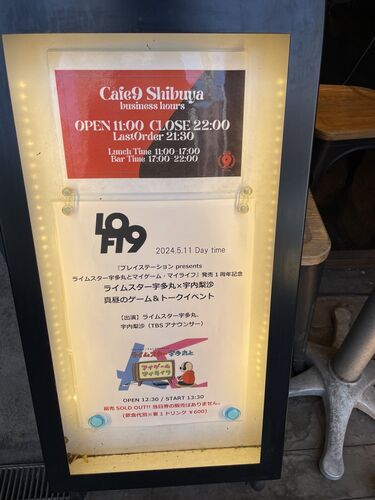 Cafe9 Shibuya
business hours
OPEN 11:00 CLOSE 22:00
LastOrder 21:30
Lunch Time 11:00-17:00
Bar Time 17:00-22:00
LOFT9
2024.5.11 Day time
『プレイステーション presents
ライムスター宇多丸とマイゲーム・マイライフ』発売1周年記念
ライムスター宇多丸×宇内梨沙
真昼のゲーム＆トークイベント
【出演】ライムスター宇多丸、
宇内梨沙（TBSアナウンサー）
ライムスター宇多丸と
マイゲーム
マイライフ
OPEN 12:30 / START 13:30
前売 SOLD OUT!! 当日券の販売はありません。
(飲食代別×要1ドリンク ¥600)